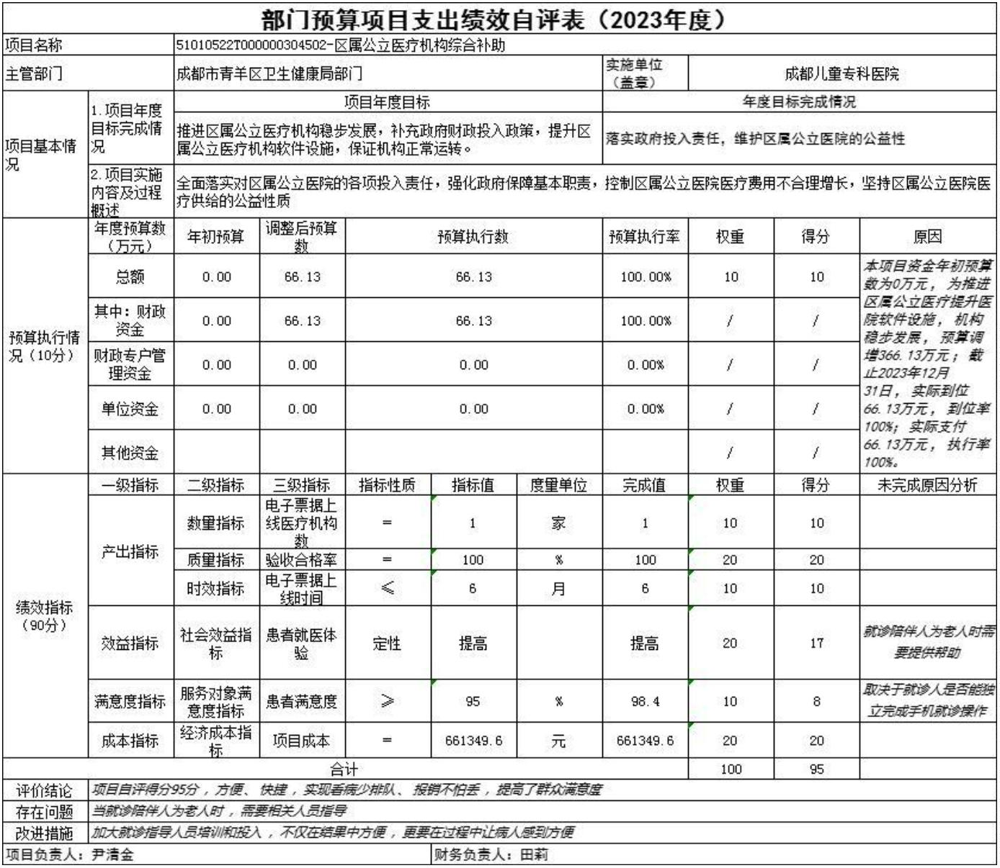 部门预算项目支出绩效自评表（2023年度）
项目名称 51010522T000000304502-区属公立医疗机构综合补助
主管部门 成都市青羊区卫生健康局部门 实施单位（盖章） 成都儿童专科医院
项目基本情况 1.项目年度目标完成情况 项目年度目标 年度目标完成情况
推进区属公立医疗机构稳步发展，补充政府财政投入政策，提升区
属公立医疗机构软件设施，保证机构正常运转。
落实政府投入责任，维护区属公立医院的公益性
2.项目实施内容及过程概述
全面落实对区属公立医院的各项投入责任，强化政府保障基本职责，控制区属公立医院医疗费用不合理增长，坚持区属公立医院医
疗供给的公益性质
预算执行情况（10分） 年度预算数（万元） 年初预算 调整后预算数 预算执行数 预算执行率 权重 得分 原因
总额 0.00 66.13 66.13 100.00% 10 10
其中：财政资金 0.00 66.13 66.13 100.00% / /
财政专户管理资金 0.00 0.00 0.00 0.00% / /
单位资金 0.00 0.00 0.00 0.00% / /
其他资金 / /
本项目资金年初预算
数为0万元，为推进
区属公立医疗提升医
院软件设施，机构
稳步发展，预算调
增366.13万元；截
止2023年12月
31日，实际到位
66.13万元，到位率
100%；实际支付
66.13万元，执行率
100%。
绩效指标（90分） 一级指标 二级指标 三级指标 指标性质 指标值 度量单位 完成值 权重 得分 未完成原因分析
产出指标 数量指标 电子票据上线医疗机构数 ＝ 1 家 1 10 10
质量指标 验收合格率 ＝ 100 % 100 20 20
时效指标 电子票据上线时间 ≤ 6 月 6 10 10
效益指标 社会效益指标 患者就医体验 定性 提高 提高 20 17 就诊陪伴人为老人时需要提供帮助
满意度指标 服务对象满意度指标 患者满意度 ≥ 95 % 98.4 10 8 取决于就诊人是否能独立完成手机就诊操作
成本指标 经济成本指标 项目成本 ＝ 661349.6 元 661349.6 20 20
合计 100 95
评价结论 项目自评得分95分，方便、快捷，实现看病少排队、报销不怕丢，提高了群众满意度
存在问题 当就诊陪伴人为老人时，需要相关人员指导
改进措施 加大就诊指导人员培训和投入，不仅在结果中方便，更要在过程中让病人感到方便
项目负责人：尹清金 财务负责人：田莉